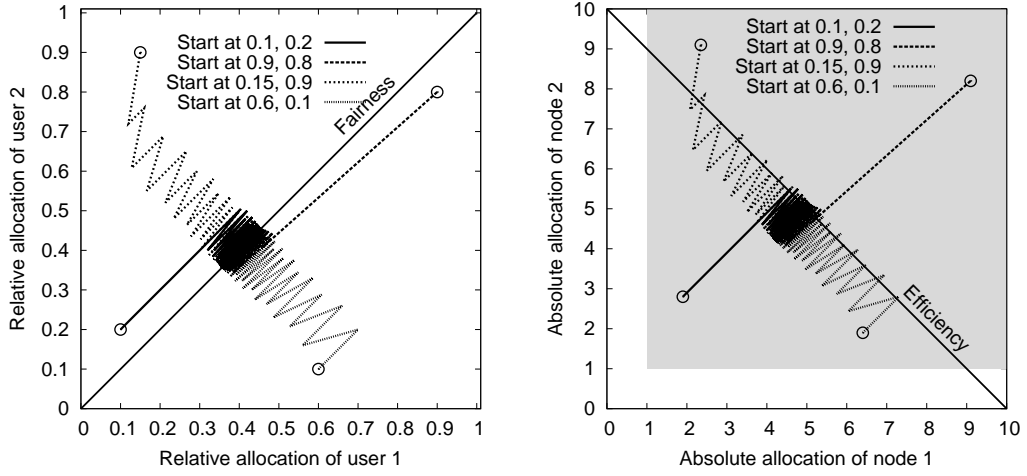 1
0.9
0.8
0.7
0.6
0.5
0.4
0.3
0.2
0.1
0
0 0.1 0.2 0.3 0.4 0.5 0.6 0.7 0.8 0.9 1
Relative allocation of user 2
Relative allocation of user 1
Start at 0.1, 0.2
Start at 0.9, 0.8
Start at 0.15, 0.9
Start at 0.6, 0.1
Fairness
10
9
8
7
6
5
4
3
2
1
0
0 1 2 3 4 5 6 7 8 9 10
Absolute allocation of node 2
Absolute allocation of node 1
Start at 0.1, 0.2
Start at 0.9, 0.8
Start at 0.15, 0.9
Start at 0.6, 0.1
Efficiency